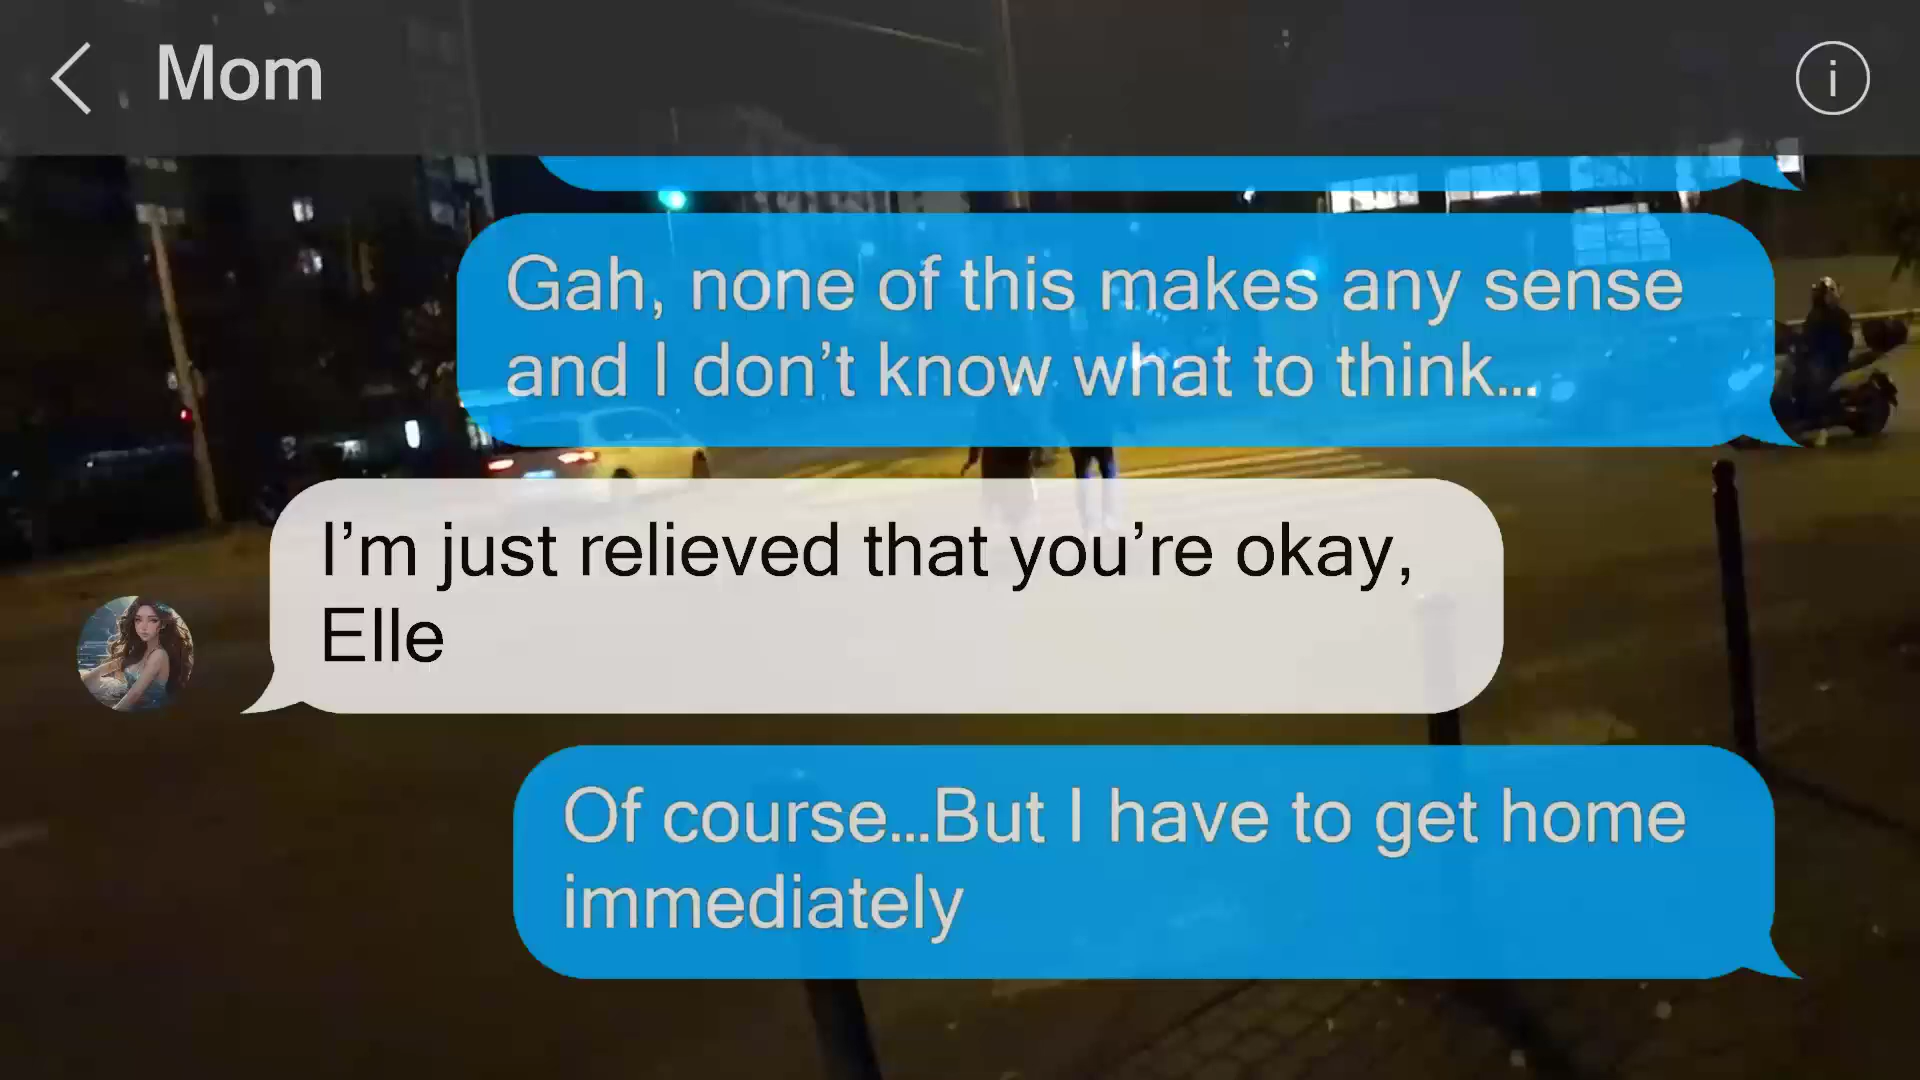 Mom
Gah, none of this makes any sense
and I don’t know what to think...
I’m just relieved that you’re okay,
Elle
Of course...But I have to get home
immediately